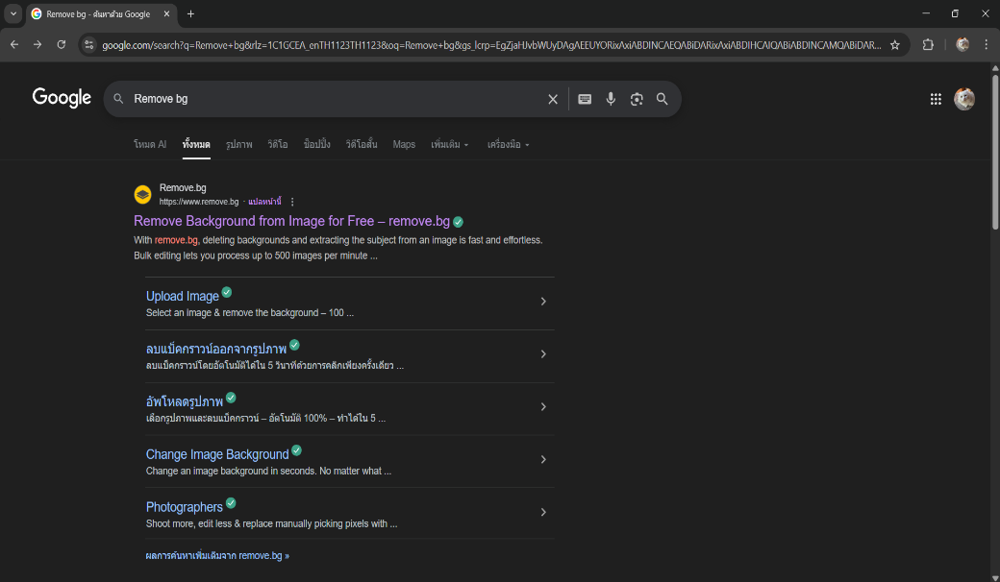 Remove bg - ค้นหาด้วย Google
google.com/search?q=Remove+bg&rlz=1C1GCEA_enTH1123TH1123&oq=Remove+bg&gs_lcrp=EgZjaHJvbWUyDAgAEEUYORixAxiABDINCAEQABiDARixAxiABDIHCAIQABiABDINCAMQABiDAR...
Google
Remove bg
โหมด AI ทั้งหมด รูปภาพ วิดีโอ ช็อปปิ้ง วิดีโอสั้น Maps เพิ่มเติม เครื่องมือ
Remove.bg
https://www.remove.bg · แปลหน้านี้
Remove Background from Image for Free – remove.bg
With remove.bg, deleting backgrounds and extracting the subject from an image is fast and effortless.
Bulk editing lets you process up to 500 images per minute ...
Upload Image
Select an image & remove the background – 100 ...
ลบแบ็คกราวน์ออกจากรูปภาพ
ลบแบ็คกราวน์โดยอัตโนมัติได้ใน 5 วินาทีด้วยการคลิกเพียงครั้งเดียว ...
อัพโหลดรูปภาพ
เลือกรูปภาพและลบแบ็คกราวน์ – อัตโนมัติ 100% – ทำได้ใน 5 ...
Change Image Background
Change an image background in seconds. No matter what ...
Photographers
Shoot more, edit less & replace manually picking pixels with ...
ผลการค้นหาเพิ่มเติมจาก remove.bg »